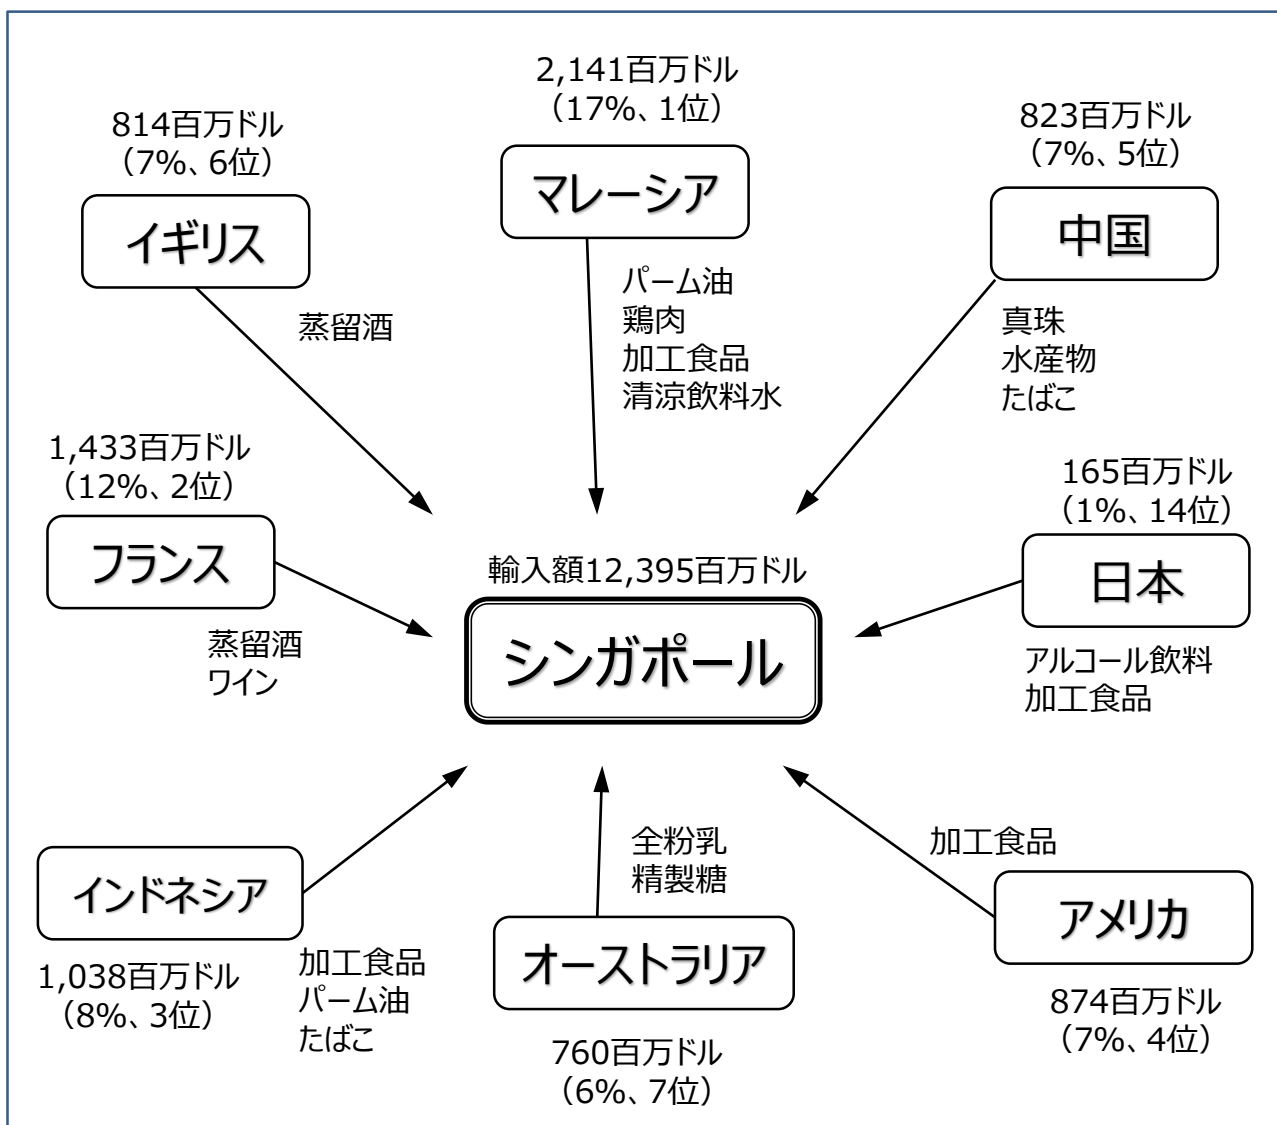 2,141百万ドル
（17%、1位）
マレーシア
パーム油
鶏肉
加工食品
清涼飲料水
814百万ドル
（7%、6位）
イギリス
蒸留酒
823百万ドル
（7%、5位）
中国
真珠
水産物
たばこ
1,433百万ドル
（12%、2位）
フランス
蒸留酒
ワイン
165百万ドル
（1%、14位）
日本
アルコール飲料
加工食品
輸入額12,395百万ドル
シンガポール
インドネシア
1,038百万ドル
（8%、3位）
加工食品
パーム油
たばこ
全粉乳
精製糖
オーストラリア
760百万ドル
（6%、7位）
加工食品
アメリカ
874百万ドル
（7%、4位）